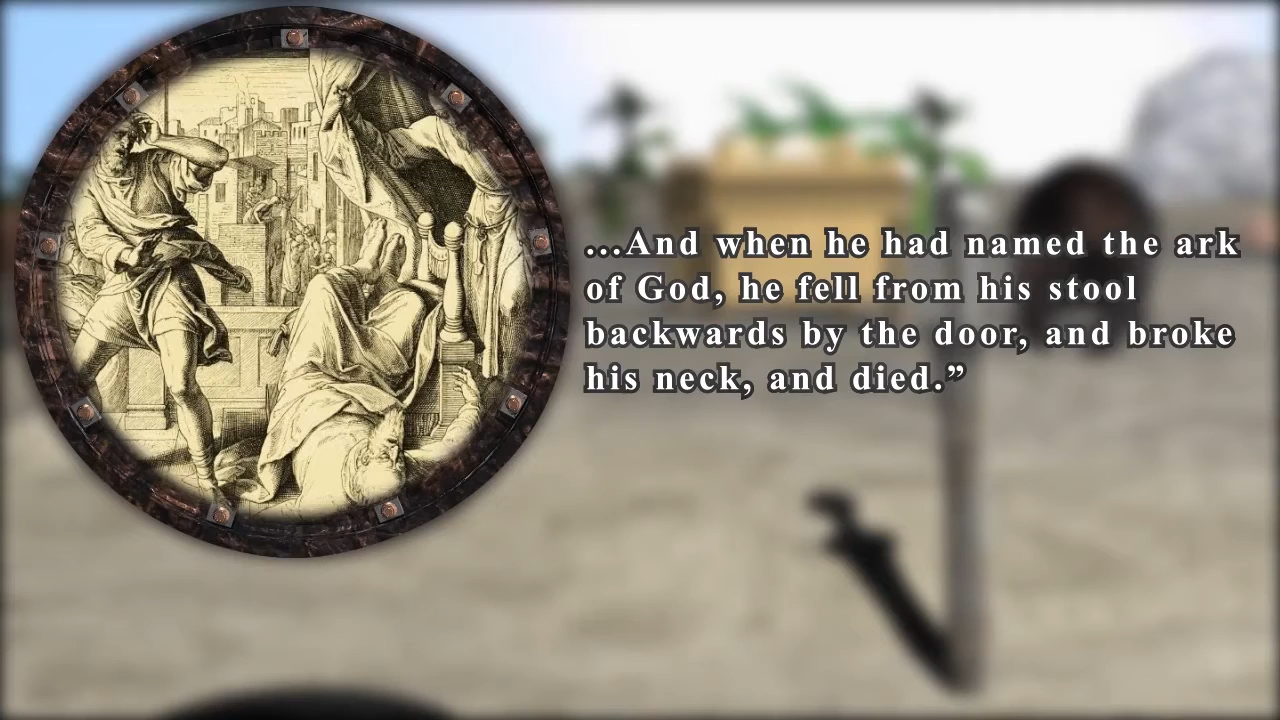 ...And when he had named the ark
of God, he fell from his stool
backwards by the door, and broke
his neck, and died.”